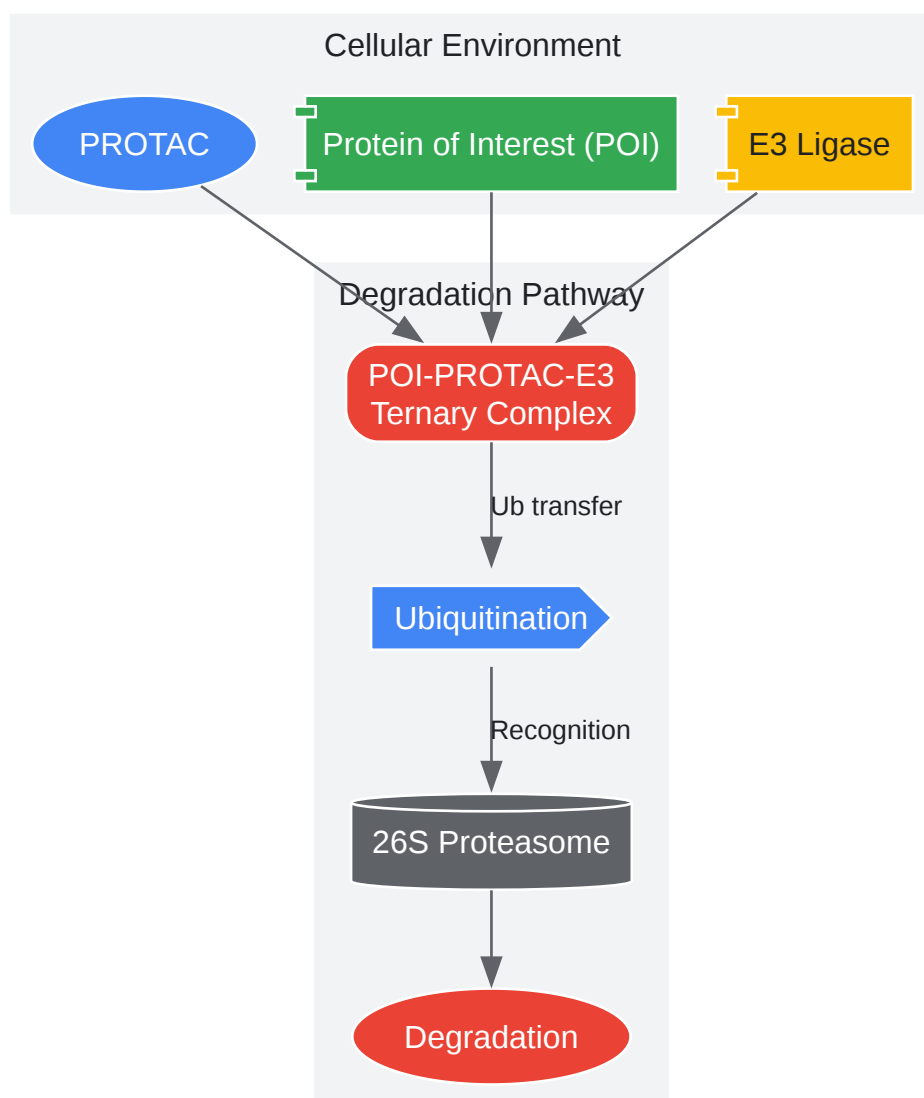 Cellular Environment
PROTAC
Protein of Interest (POI)
E3 Ligase
Degradation Pathway
POI-PROTAC-E3
Ternary Complex
Ub transfer
Ubiquitination
Recognition
26S Proteasome
Degradation